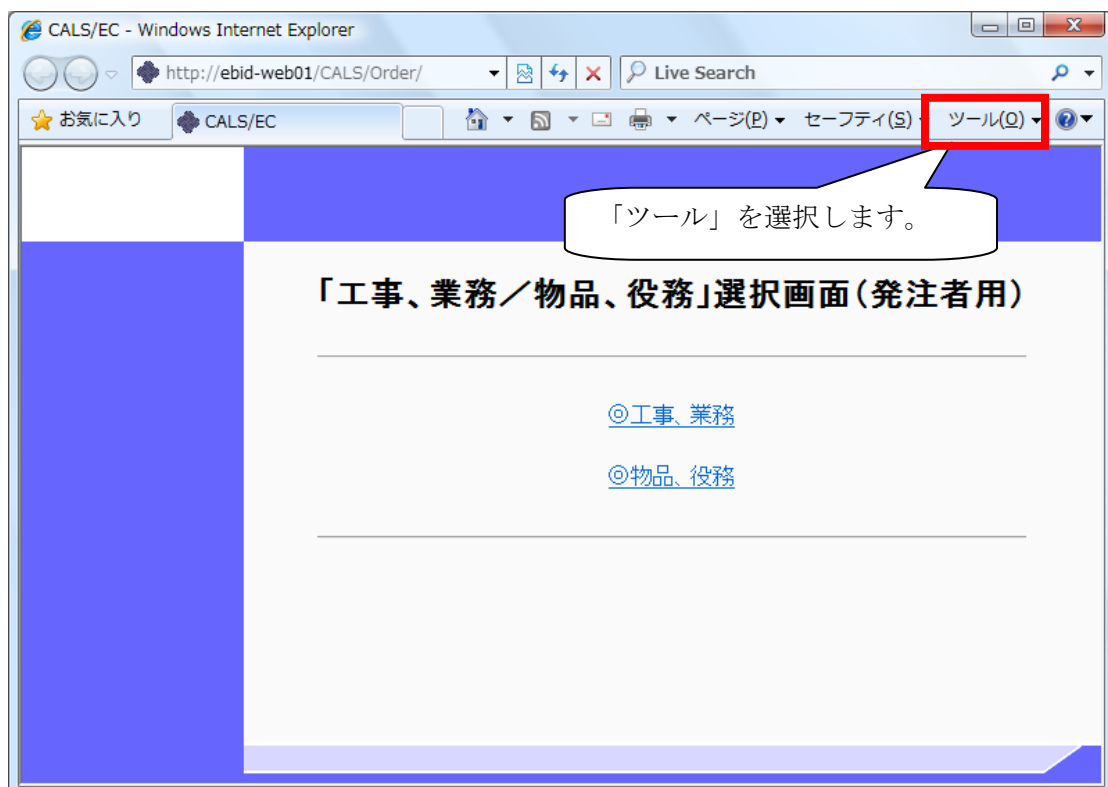 CALS/EC - Windows Internet Explorer
http://ebid-web01/CALS/Order/
Live Search
お気に入り
CALS/EC
ページ(P)
セーフティ(S)
ツール(O)
「ツール」を選択します。
「工事、業務／物品、役務」選択画面(発注者用)
◎工事、業務
◎物品、役務